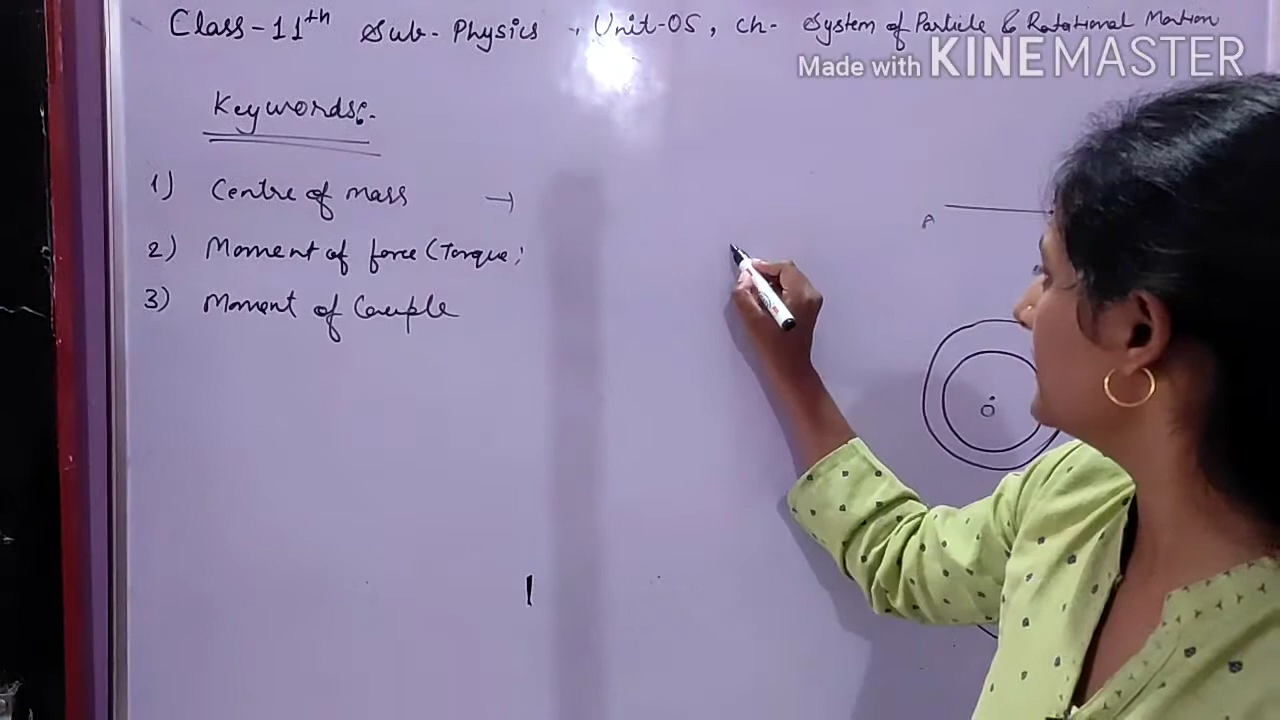 Class-11th Sub- Physics, Unit-05, Ch- System of Particle & Rotational Motion
Made with KINEMASTER
Keywords:-
1) Centre of mass →
2) Moment of force (Torque)
3) Moment of Couple
A
O